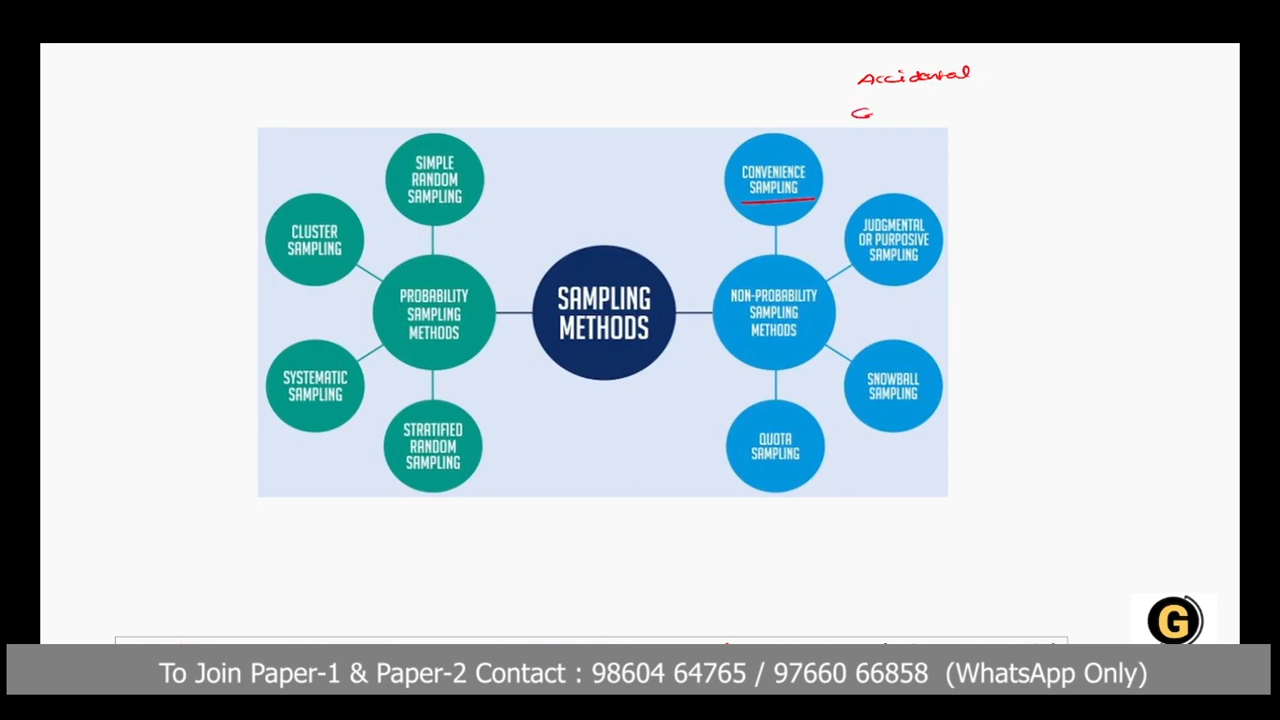 Accidental
G
SIMPLE
RANDOM
SAMPLING
CONVENIENCE
SAMPLING
CLUSTER
SAMPLING
JUDGMENTAL
OR PURPOSIVE
SAMPLING
PROBABILITY
SAMPLING
METHODS
SAMPLING
METHODS
NON-PROBABILITY
SAMPLING
METHODS
SYSTEMATIC
SAMPLING
SNOWBALL
SAMPLING
STRATIFIED
RANDOM
SAMPLING
QUOTA
SAMPLING
G
To Join Paper-1 & Paper-2 Contact : 98604 64765 / 97660 66858 (WhatsApp Only)